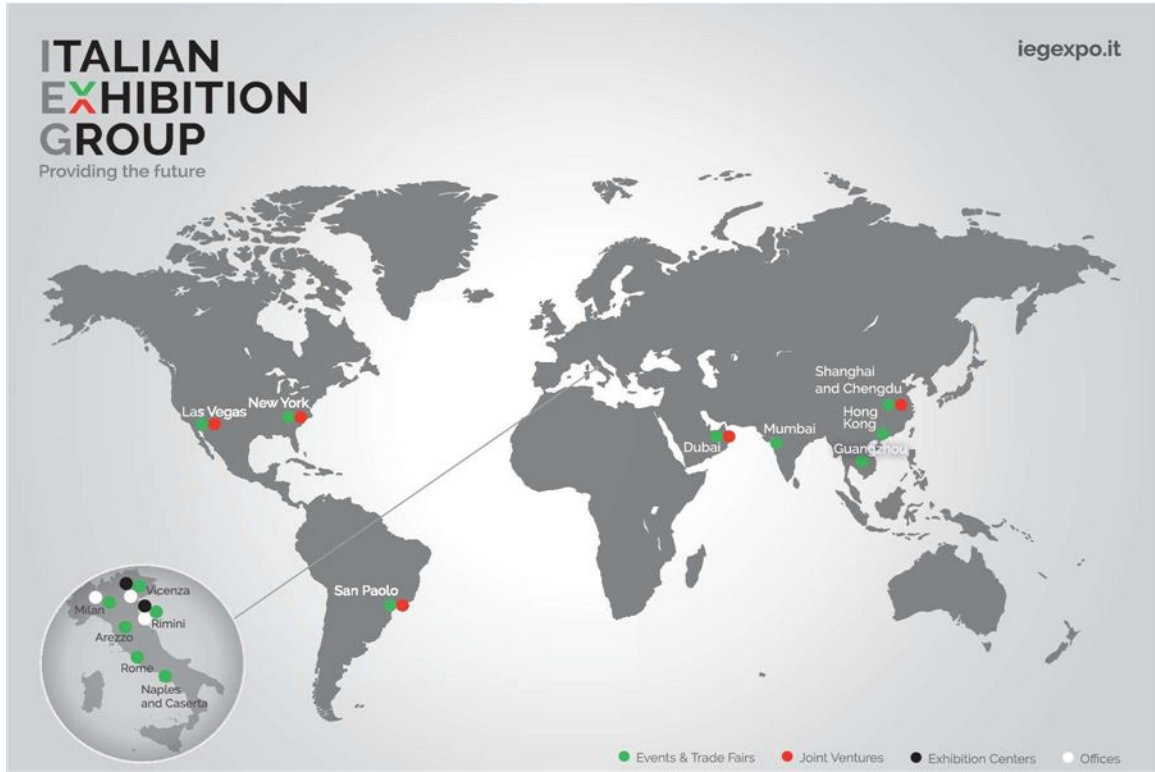 ITALIAN
EXHIBITION
GROUP
Providing the future
iegexpo.it
Las Vegas
New York
San Paolo
Dubai
Mumbai
Shanghai
and Chengdu
Hong
Kong
Guangzhou
Vicenza
Milan
Rimini
Arezzo
Rome
Naples
and Caserta
Events & Trade Fairs
Joint Ventures
Exhibition Centers
Offices